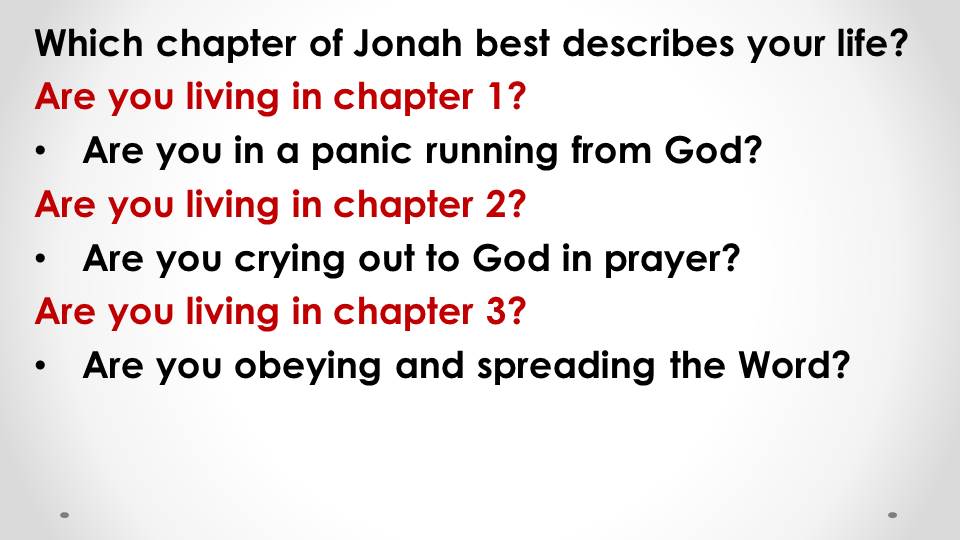 Which chapter of Jonah best describes your life?
Are you living in chapter 1?
• Are you in a panic running from God?
Are you living in chapter 2?
• Are you crying out to God in prayer?
Are you living in chapter 3?
• Are you obeying and spreading the Word?